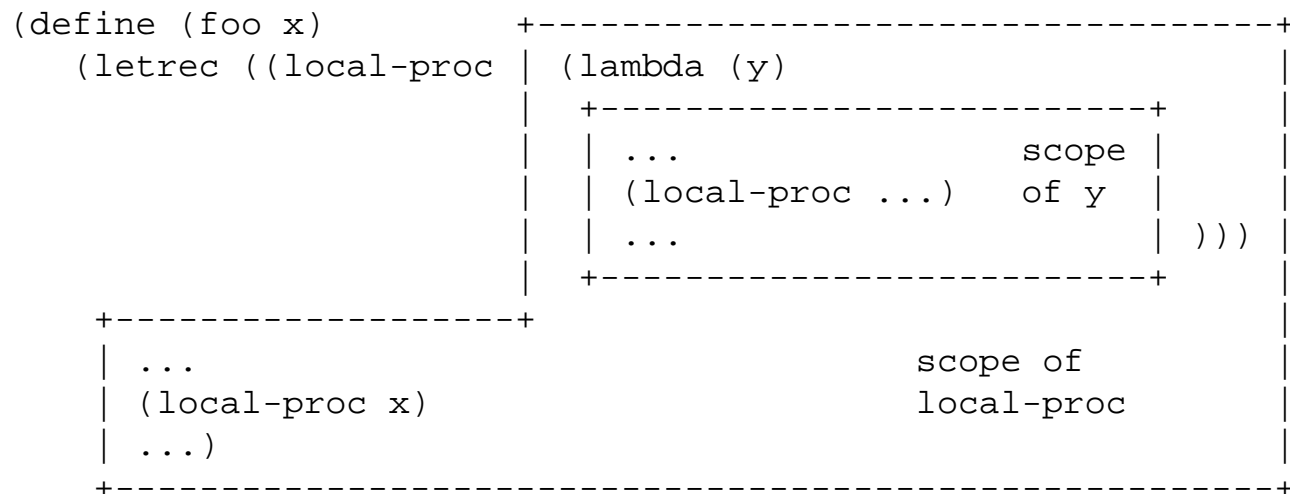 (define (foo x)         +-----------------------------------+
   (letrec ((local-proc | (lambda (y)                       |
                        |  +--------------------------+     |
                        |  | ...                scope |     |
                        |  | (local-proc ...)   of y  |     |
                        |  | ...                      | ))) |
                        |  +--------------------------+     |
    +-------------------+                                   |
    | ...                                  scope of         |
    | (local-proc x)                       local-proc       |
    | ...)                                                  |
    +-------------------------------------------------------+